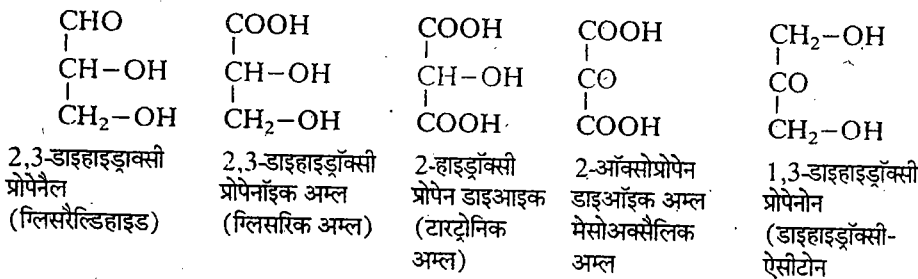 CHO
CH–OH
CH₂–OH
COOH
CH–OH
CH₂–OH
COOH
CH–OH
COOH
COOH
CO
COOH
CH₂–OH
CO
CH₂–OH
2,3-डाइहाइड्राक्सी
प्रोपेनैल
(ग्लिसरैल्डिहाइड)
2,3-डाइहाइड्रॉक्सी
प्रोपेनॉइक अम्ल
(ग्लिसरिक अम्ल)
2-हाइड्रॉक्सी
प्रोपेन डाइआइक
(टारट्रोनिक
अम्ल)
2-ऑक्सोप्रोपेन
डाइऑइक अम्ल
मेसोअक्सैलिक
अम्ल
1,3-डाइहाइड्रॉक्सी
प्रोपेनोन
(डाइहाइड्रॉक्सी-
ऐसीटोन